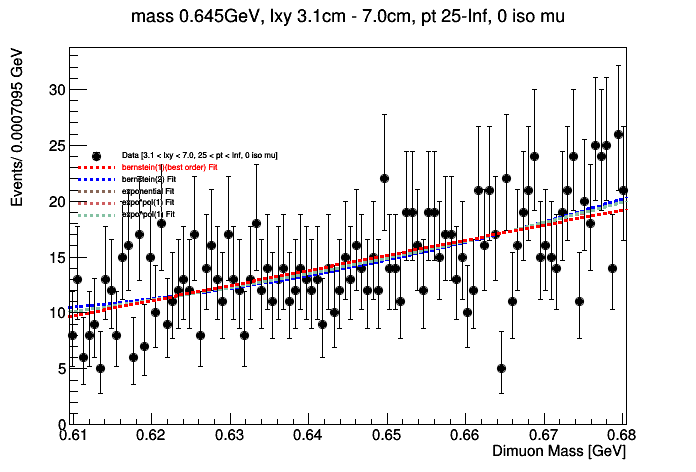 mass 0.645GeV, lxy 3.1cm - 7.0cm, pt 25-Inf, 0 iso mu
Events/ 0.0007095 GeV
30
25
20
15
10
5
0
Data [3.1 < lxy < 7.0, 25 < pt < Inf, 0 iso mu]
bernstein(1)(best order) Fit
bernstein(2) Fit
exponential Fit
expo*pol(1) Fit
expo*pol(1) Fit
0.61 0.62 0.63 0.64 0.65 0.66 0.67 0.68
Dimuon Mass [GeV]